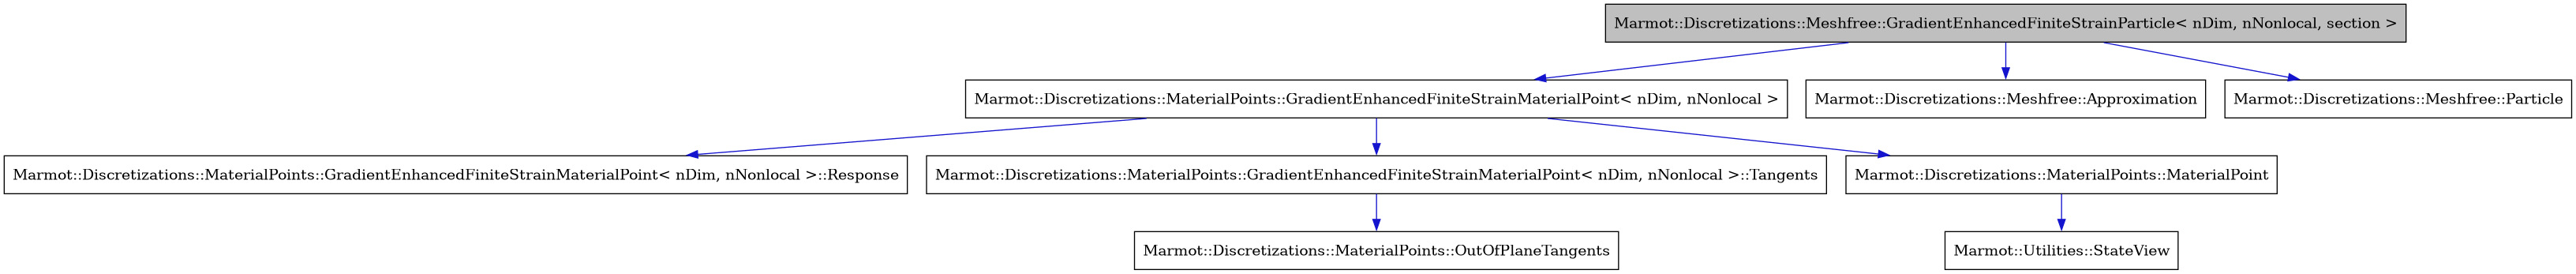 Marmot::Discretizations::Meshfree::GradientEnhancedFiniteStrainParticle< nDim, nNonlocal, section >
Marmot::Discretizations::MaterialPoints::GradientEnhancedFiniteStrainMaterialPoint< nDim, nNonlocal >
Marmot::Discretizations::Meshfree::Approximation
Marmot::Discretizations::Meshfree::Particle
Marmot::Discretizations::MaterialPoints::GradientEnhancedFiniteStrainMaterialPoint< nDim, nNonlocal >::Response
Marmot::Discretizations::MaterialPoints::GradientEnhancedFiniteStrainMaterialPoint< nDim, nNonlocal >::Tangents
Marmot::Discretizations::MaterialPoints::MaterialPoint
Marmot::Discretizations::MaterialPoints::OutOfPlaneTangents
Marmot::Utilities::StateView